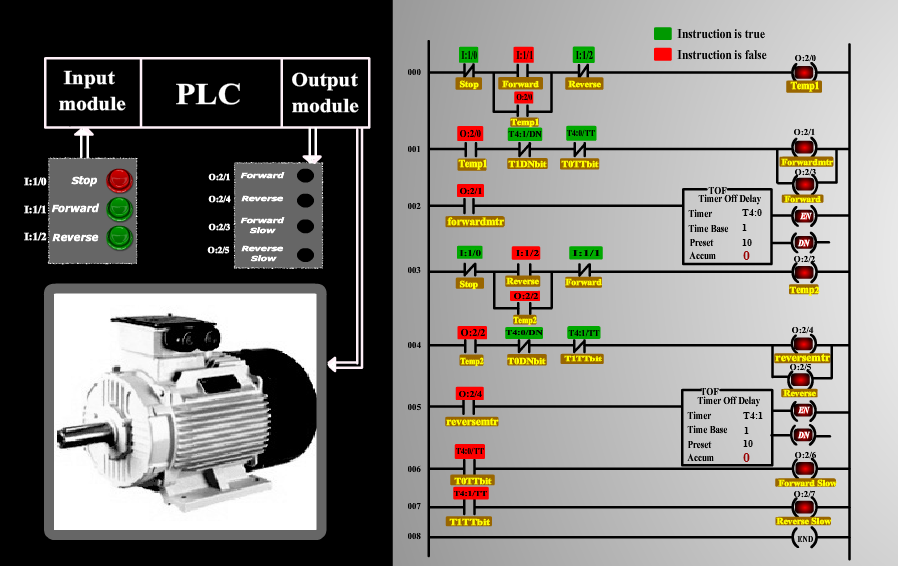 Input
module
PLC
Output
module
I:1/0 Stop
I:1/1 Forward
I:1/2 Reverse
O:2/1 Forward
O:2/4 Reverse
O:2/3 Forward
Slow
O:2/5 Reverse
Slow
Instruction is true
Instruction is false
I:1/0 I:1/1 I:1/2 O:2/0
000
Stop Forward Reverse Temp1
O:2/0
Temp1
O:2/0 T4:1/DN T4:0/TT O:2/1
001
Temp1 T1DNbit T0TTbit Forwardmtr
O:2/3
Forward
O:2/1
002
forwardmtr
TOF
Timer Off Delay
Timer T4:0
Time Base 1
Preset 10
Accum 0
EN
DN
I:1/0 I:1/2 I:1/1 O:2/2
003
Stop Reverse Forward Temp2
O:2/2
Temp2
O:2/2 T4:0/DN T4:1/TT O:2/4
004
Temp2 T0DNbit T1TTbit reversemtr
O:2/5
Reverse
O:2/4
005
reversemtr
TOF
Timer Off Delay
Timer T4:1
Time Base 1
Preset 10
Accum 0
EN
DN
T4:0/TT O:2/6
006
T0TTbit Forward Slow
T4:1/TT O:2/7
007
T1TTbit Reverse Slow
008 END